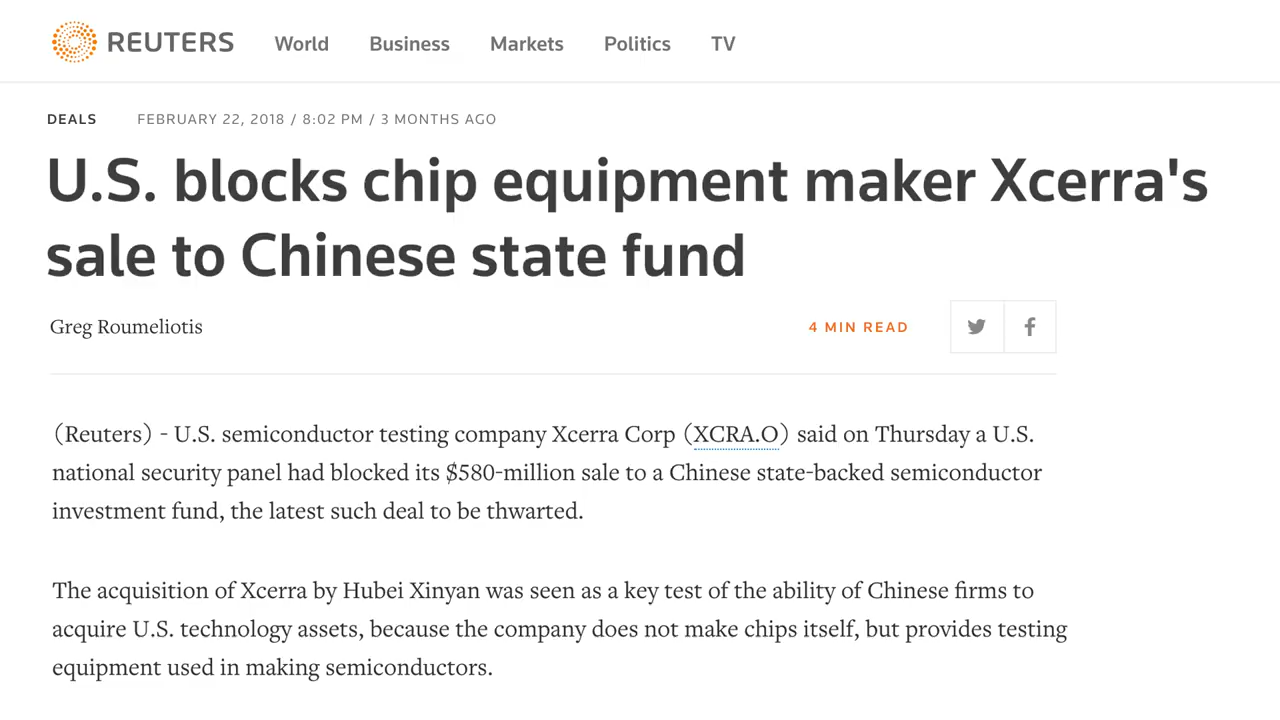 REUTERS World Business Markets Politics TV
DEALS FEBRUARY 22, 2018 / 8:02 PM / 3 MONTHS AGO
U.S. blocks chip equipment maker Xcerra's
sale to Chinese state fund
Greg Roumeliotis 4 MIN READ
(Reuters) - U.S. semiconductor testing company Xcerra Corp (XCRA.O) said on Thursday a U.S.
national security panel had blocked its $580-million sale to a Chinese state-backed semiconductor
investment fund, the latest such deal to be thwarted.
The acquisition of Xcerra by Hubei Xinyan was seen as a key test of the ability of Chinese firms to
acquire U.S. technology assets, because the company does not make chips itself, but provides testing
equipment used in making semiconductors.